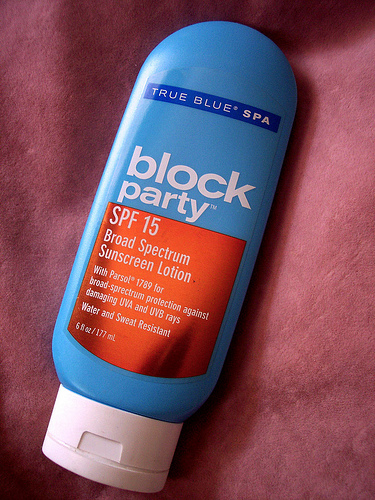 TRUE BLUE® SPA
block
party™
SPF 15
Broad Spectrum
Sunscreen Lotion
With Parsol® 1789 for
broad-spectrum protection against
damaging UVA and UVB rays
Water and Sweat Resistant
6 fl oz / 177 mL